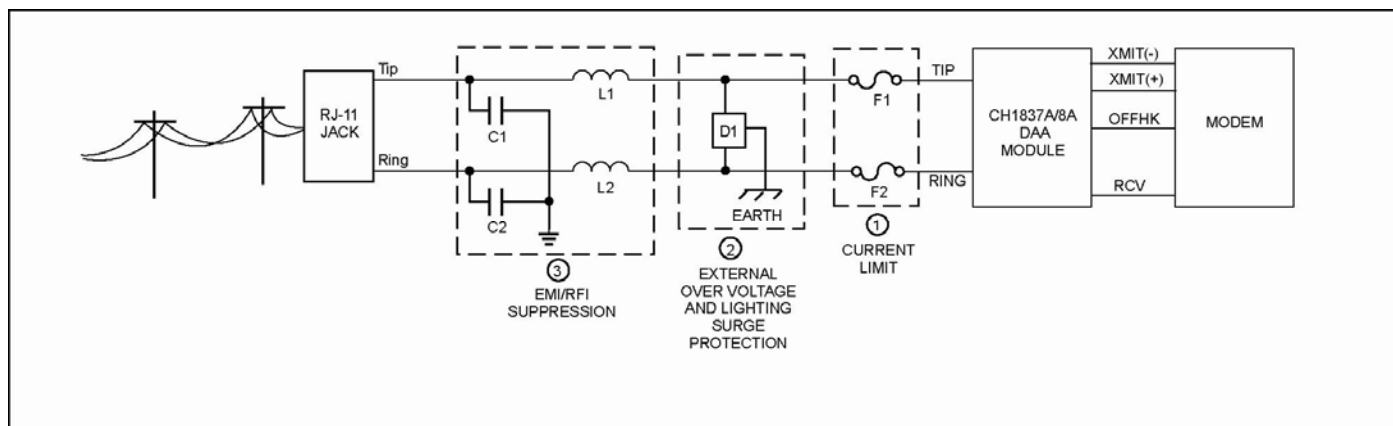 RJ-11
JACK
Tip
Ring
C1
C2
L1
L2
③
EMI/RFI
SUPPRESSION
D1
EARTH
②
EXTERNAL
OVER VOLTAGE
AND LIGHTING
SURGE
PROTECTION
F1
F2
①
CURRENT
LIMIT
TIP
RING
CH1837A/8A
DAA
MODULE
XMIT(-)
XMIT(+)
OFFHK
RCV
MODEM